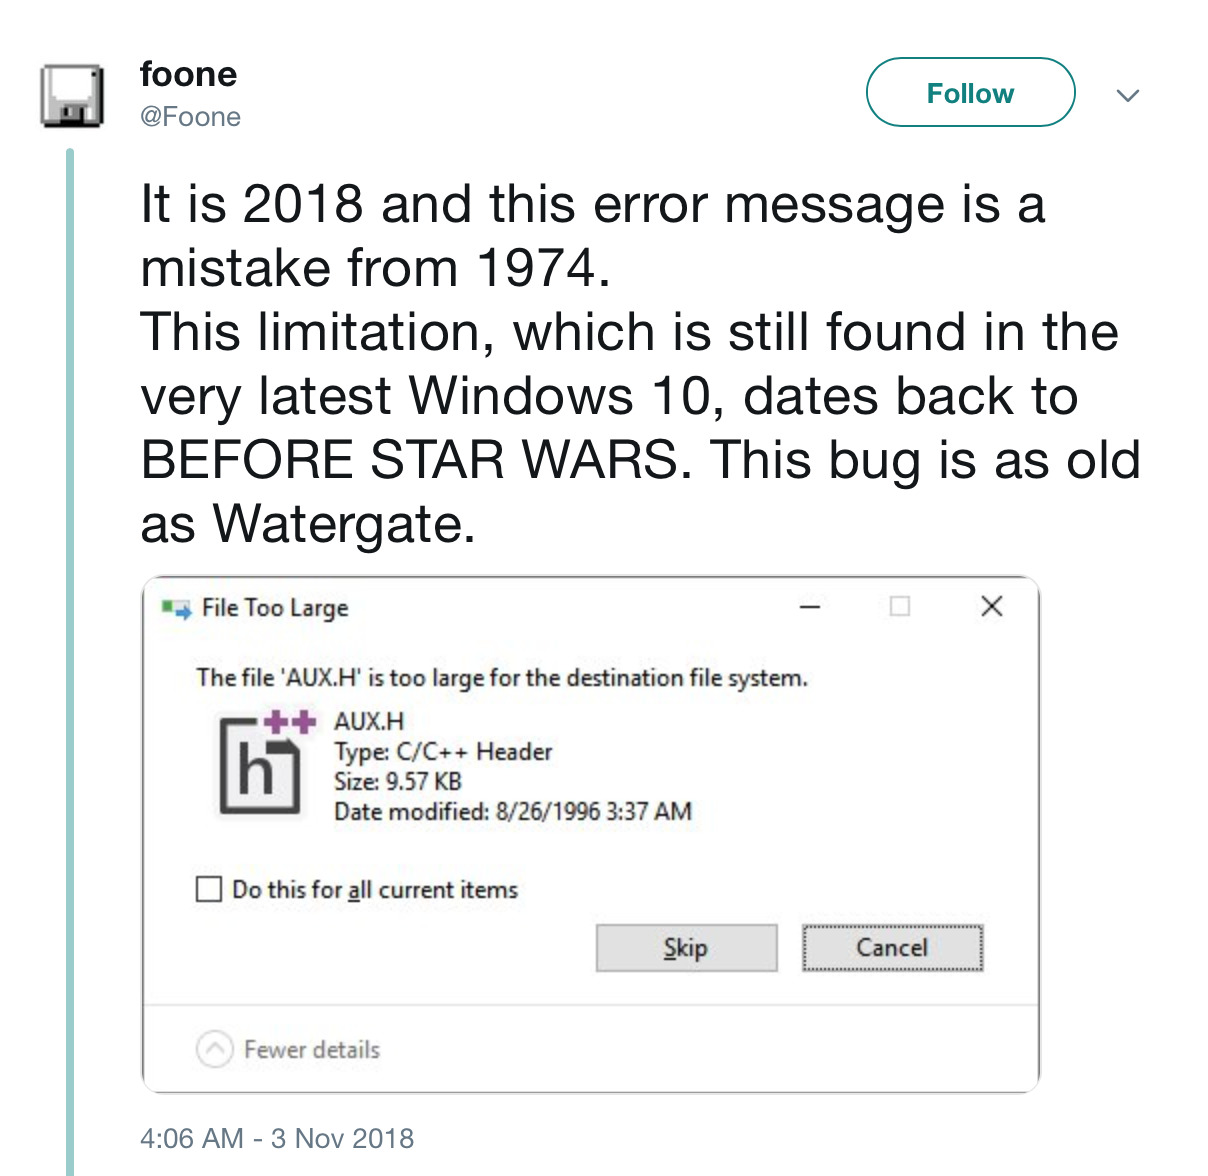 foone
@Foone
Follow
It is 2018 and this error message is a
mistake from 1974.
This limitation, which is still found in the
very latest Windows 10, dates back to
BEFORE STAR WARS. This bug is as old
as Watergate.
File Too Large
The file 'AUX.H' is too large for the destination file system.
h++
AUX.H
Type: C/C++ Header
Size: 9.57 KB
Date modified: 8/26/1996 3:37 AM
Do this for all current items
Skip
Cancel
Fewer details
4:06 AM - 3 Nov 2018